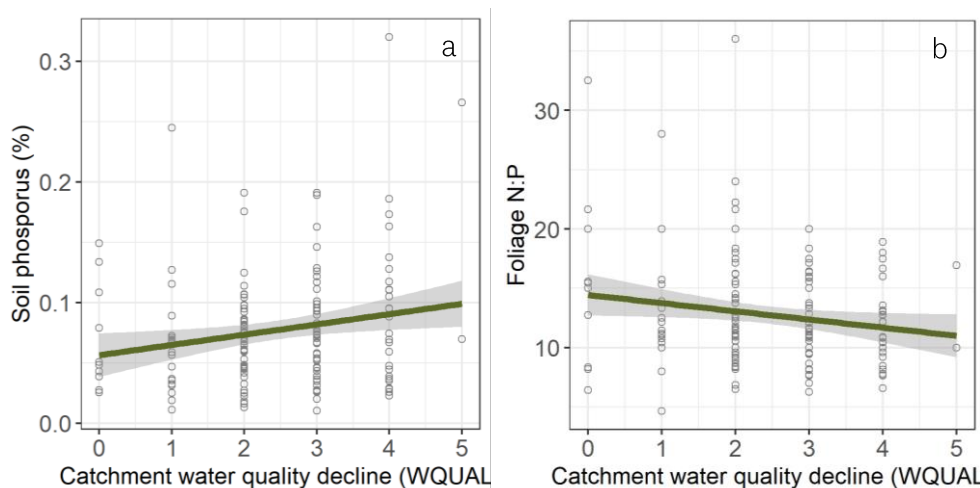 a
0.3
0.2
0.1
0.0
Soil phosphorus (%)
0 1 2 3 4 5
Catchment water quality decline (WQUAL
b
30
20
10
Foliage N:P
0 1 2 3 4 5
Catchment water quality decline (WQUAL